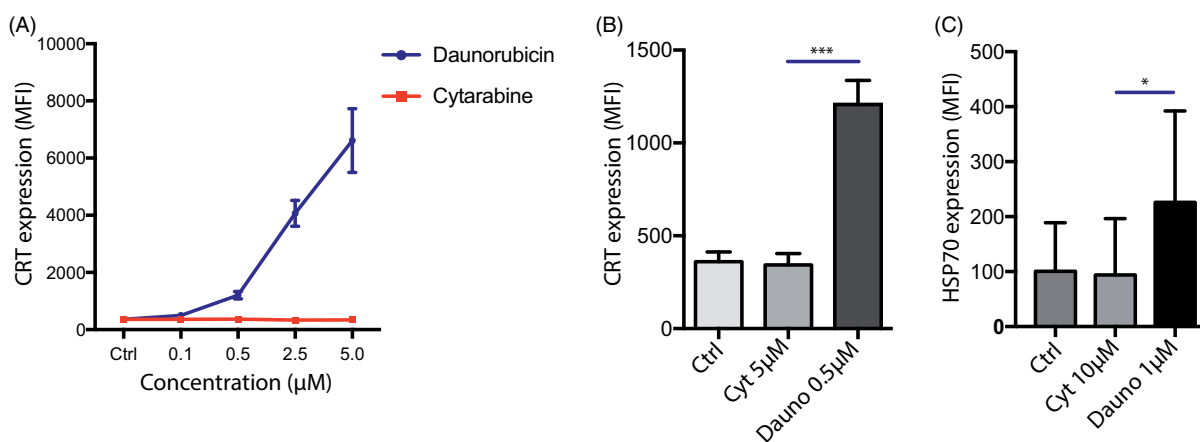 (A)
CRT expression (MFI)
10000
8000
6000
4000
2000
0
Ctrl 0.1 0.5 2.5 5.0
Concentration (µM)
Daunorubicin
Cytarabine
(B)
CRT expression (MFI)
1500
1000
500
0
***
Ctrl
Cyt 5µM
Dauno 0.5µM
(C)
HSP70 expression (MFI)
500
400
300
200
100
0
*
Ctrl
Cyt 10µM
Dauno 1µM